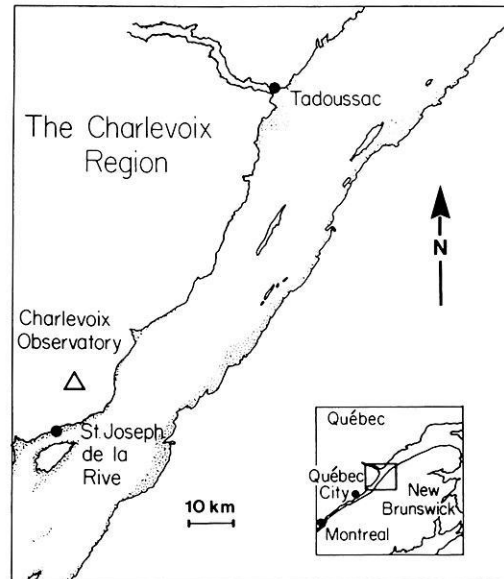 Tadoussac
The Charlevoix
Region
N
Charlevoix
Observatory
St. Joseph
de la
Rive
10 km
Québec
Québec
City
New
Brunswick
Montreal